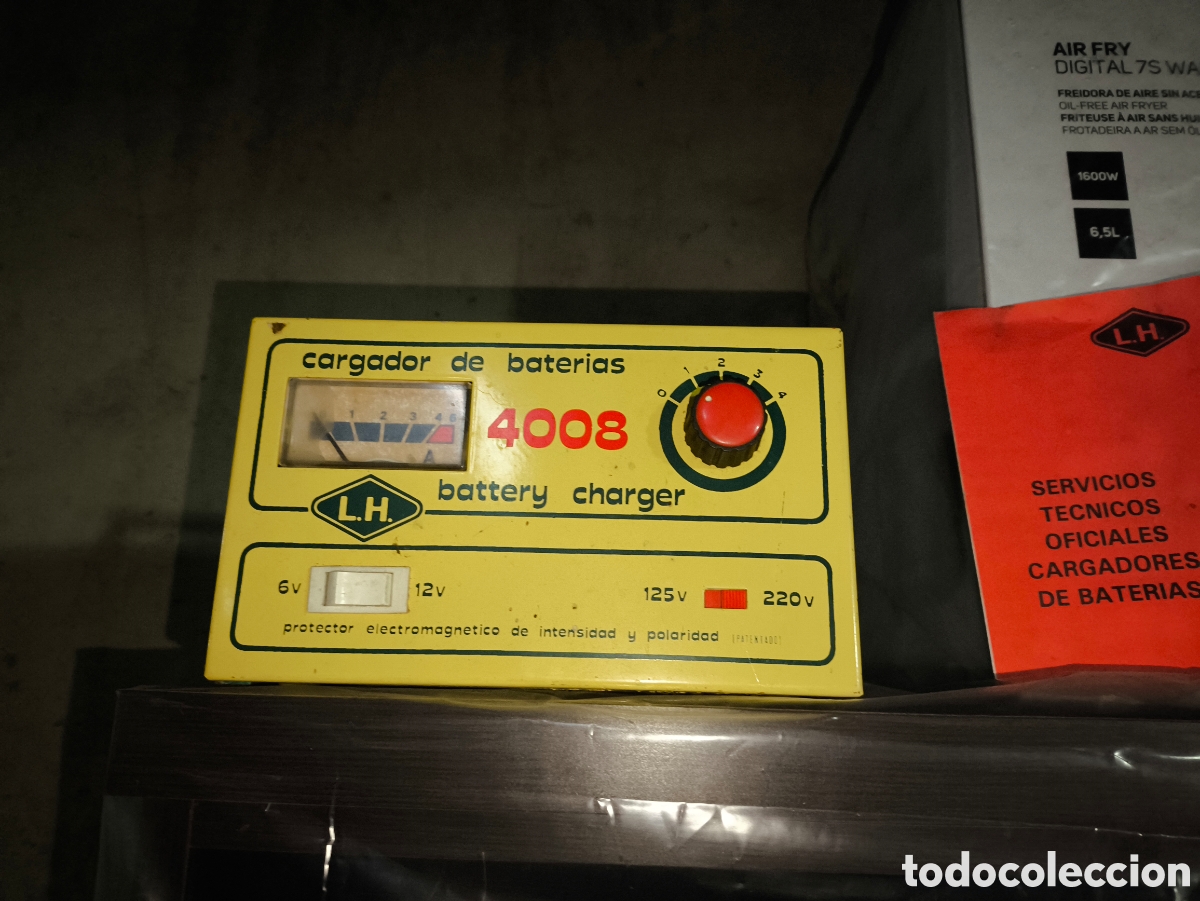 AIR FRY
DIGITAL 7S WA
FREIDORA DE AIRE SIN ACE
OIL-FREE AIR FRYER
FRITEUSE À AIR SANS HUI
FROTADEIRA A AR SEM ÓL
1600W
6,5L
cargador de baterias
1 2 3 4 6
A
4008
0 1 2 3 4
L.H.
battery charger
6v 12v
125v 220v
protector electromagnetico de intensidad y polaridad (PATENTADO)
L.H.
SERVICIOS
TECNICOS
OFICIALES
CARGADORES
DE BATERIAS
todocoleccion